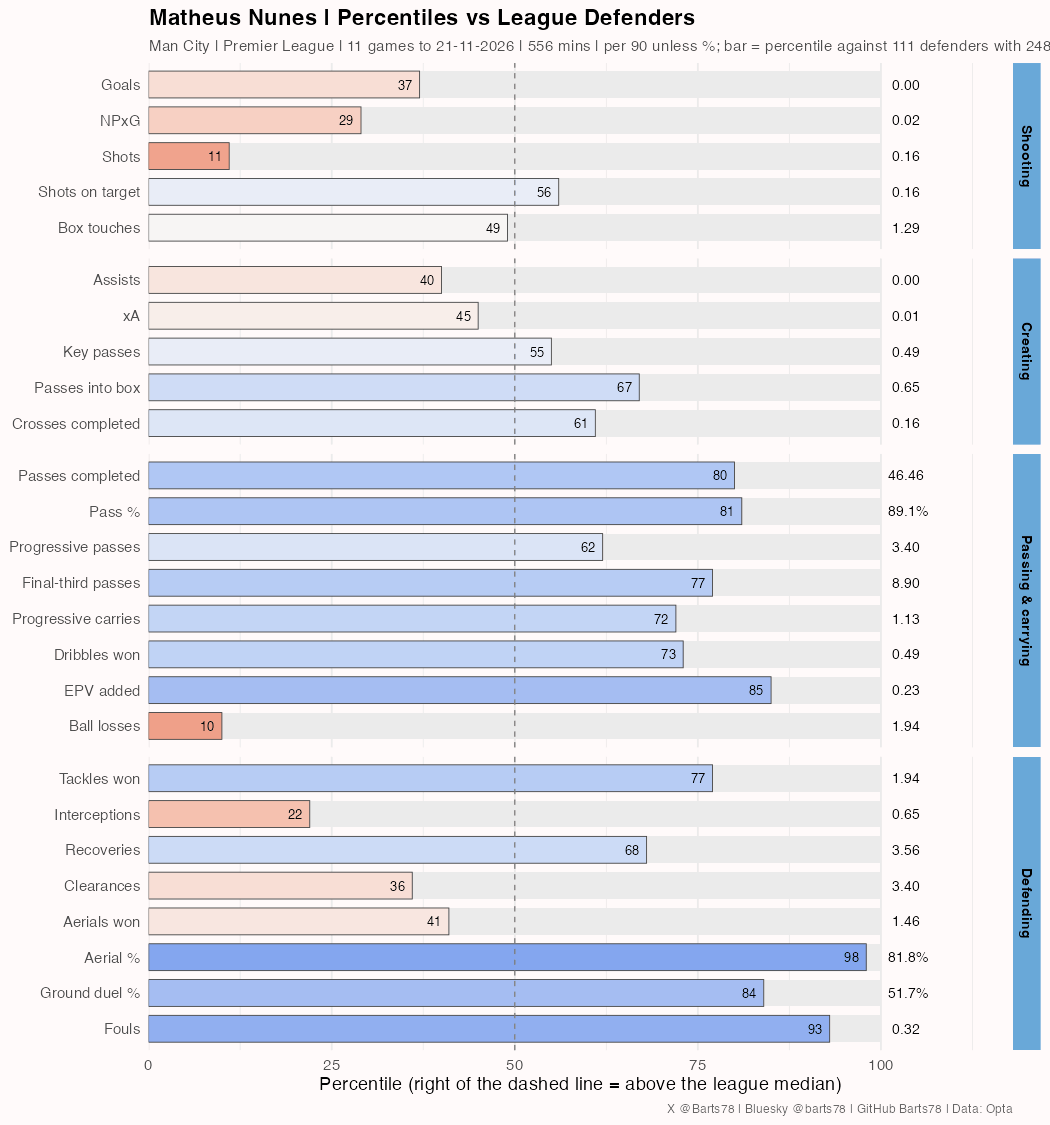 Matheus Nunes | Percentiles vs League Defenders
Man City | Premier League | 11 games to 21-11-2026 | 556 mins | per 90 unless %; bar = percentile against 111 defenders with 248
Shooting
Goals 37 0.00
NPxG 29 0.02
Shots 11 0.16
Shots on target 56 0.16
Box touches 49 1.29
Creating
Assists 40 0.00
xA 45 0.01
Key passes 55 0.49
Passes into box 67 0.65
Crosses completed 61 0.16
Passing & carrying
Passes completed 80 46.46
Pass % 81 89.1%
Progressive passes 62 3.40
Final-third passes 77 8.90
Progressive carries 72 1.13
Dribbles won 73 0.49
EPV added 85 0.23
Ball losses 10 1.94
Defending
Tackles won 77 1.94
Interceptions 22 0.65
Recoveries 68 3.56
Clearances 36 3.40
Aerials won 41 1.46
Aerial % 98 81.8%
Ground duel % 84 51.7%
Fouls 93 0.32
0 25 50 75 100
Percentile (right of the dashed line = above the league median)
X @Barts78 | Bluesky @barts78 | GitHub Barts78 | Data: Opta